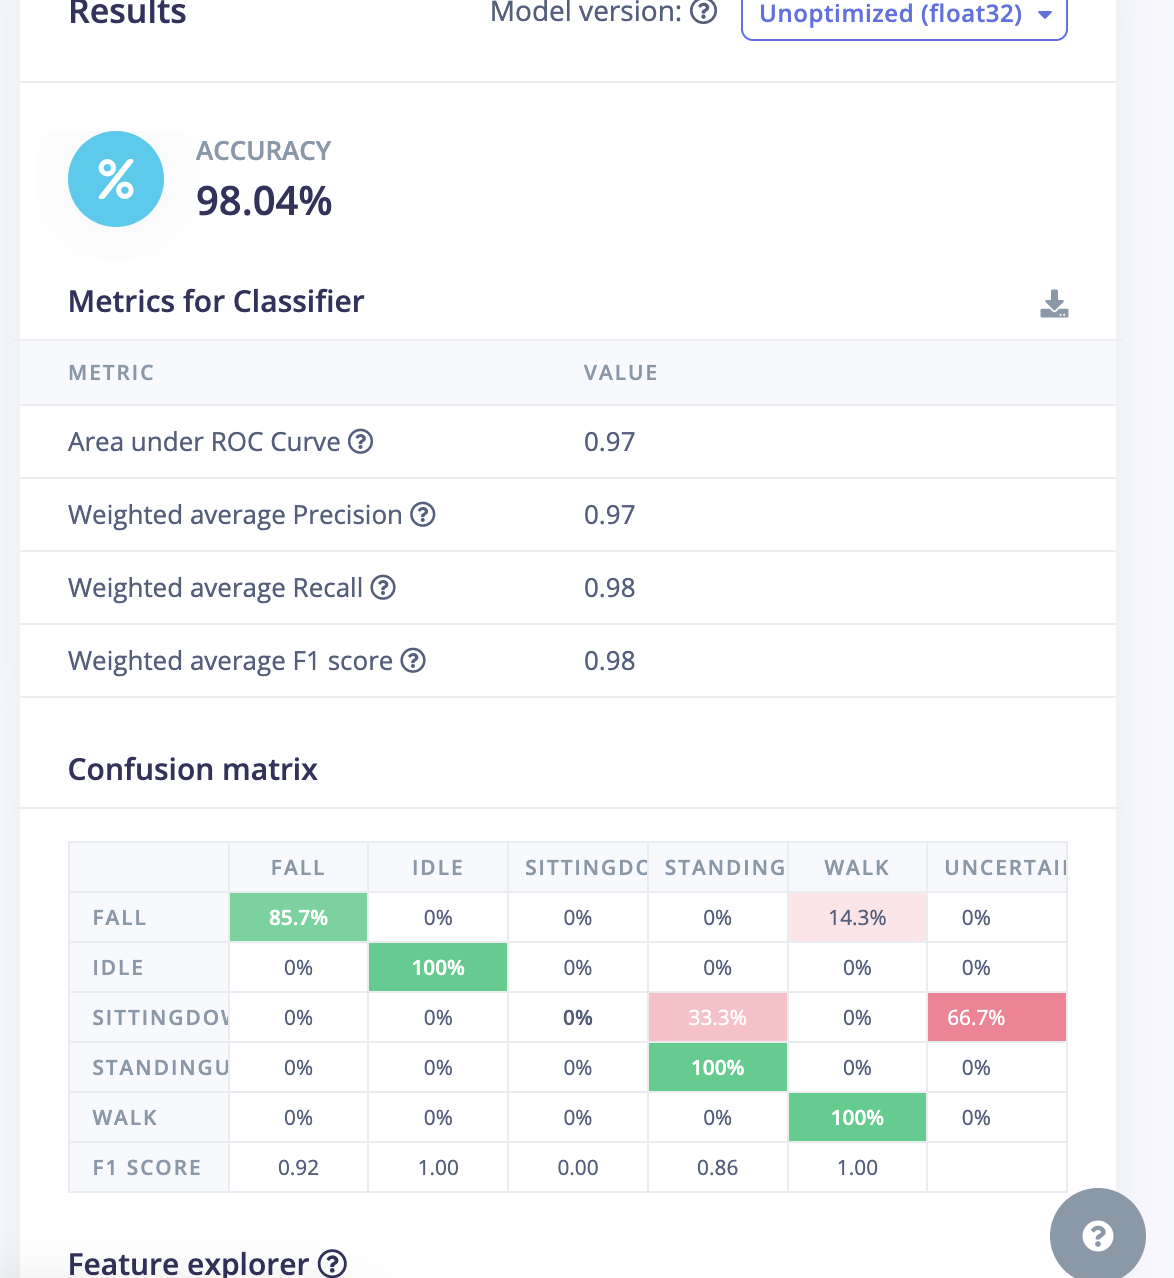 Results
Model version: ?
Unoptimized (float32)
%
ACCURACY
98.04%
Metrics for Classifier
METRIC VALUE
Area under ROC Curve ? 0.97
Weighted average Precision ? 0.97
Weighted average Recall ? 0.98
Weighted average F1 score ? 0.98
Confusion matrix
FALL IDLE SITTINGDO STANDING WALK UNCERTAI
FALL 85.7% 0% 0% 0% 14.3% 0%
IDLE 0% 100% 0% 0% 0% 0%
SITTINGDOW 0% 0% 0% 33.3% 0% 66.7%
STANDINGU 0% 0% 0% 100% 0% 0%
WALK 0% 0% 0% 0% 100% 0%
F1 SCORE 0.92 1.00 0.00 0.86 1.00
?
Feature explorer ?